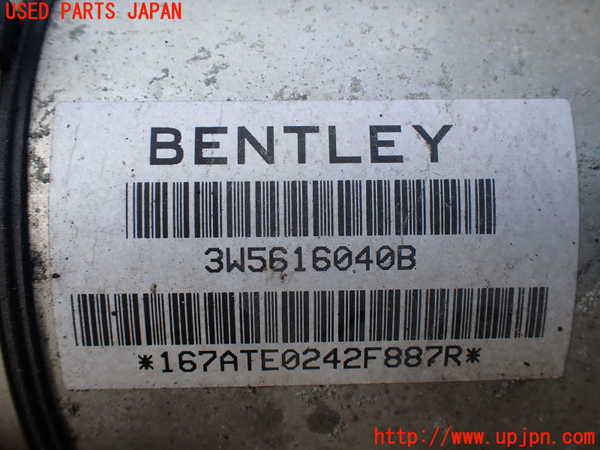 USED PARTS JAPAN
BENTLEY
3W5616040B
*167ATE0242F887R*
http://www.upjpn.com/